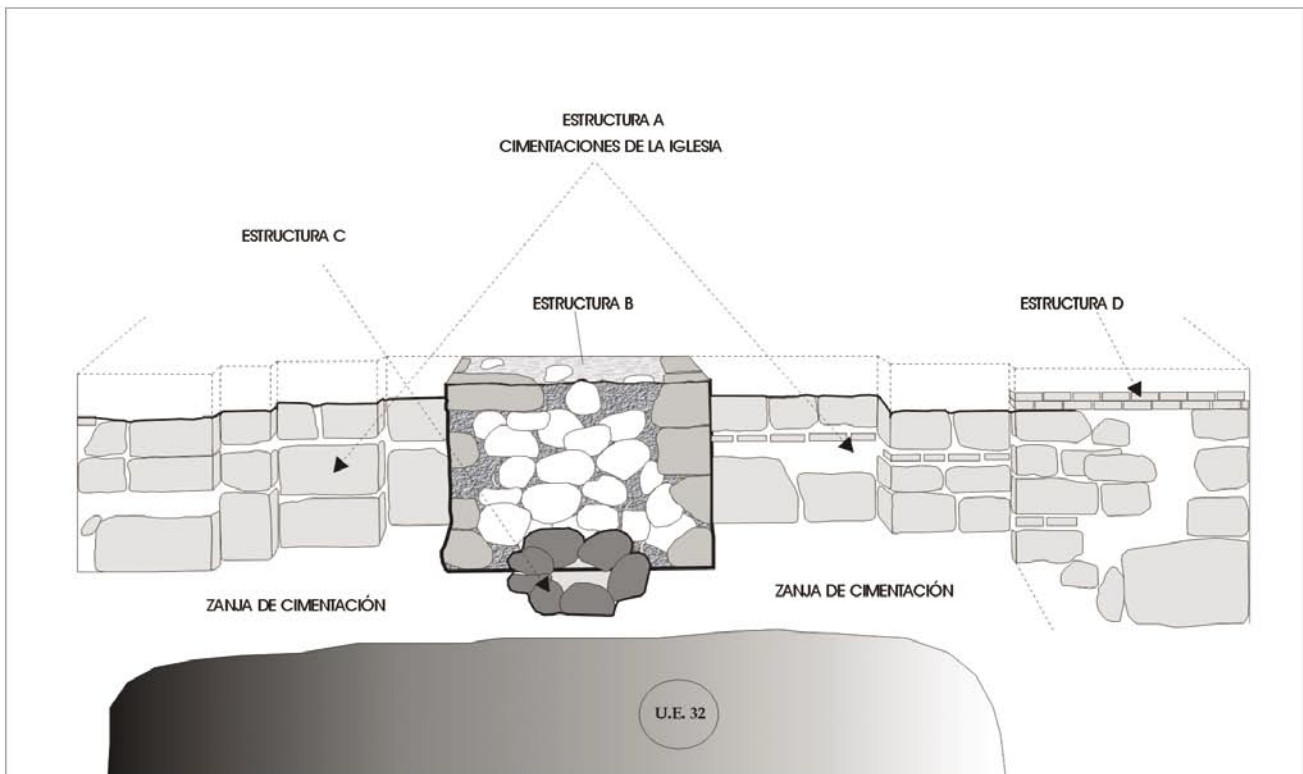 ESTRUCTURA A
CIMENTACIONES DE LA IGLESIA
ESTRUCTURA C
ESTRUCTURA B
ESTRUCTURA D
ZANJA DE CIMENTACIÓN
ZANJA DE CIMENTACIÓN
U.E. 32